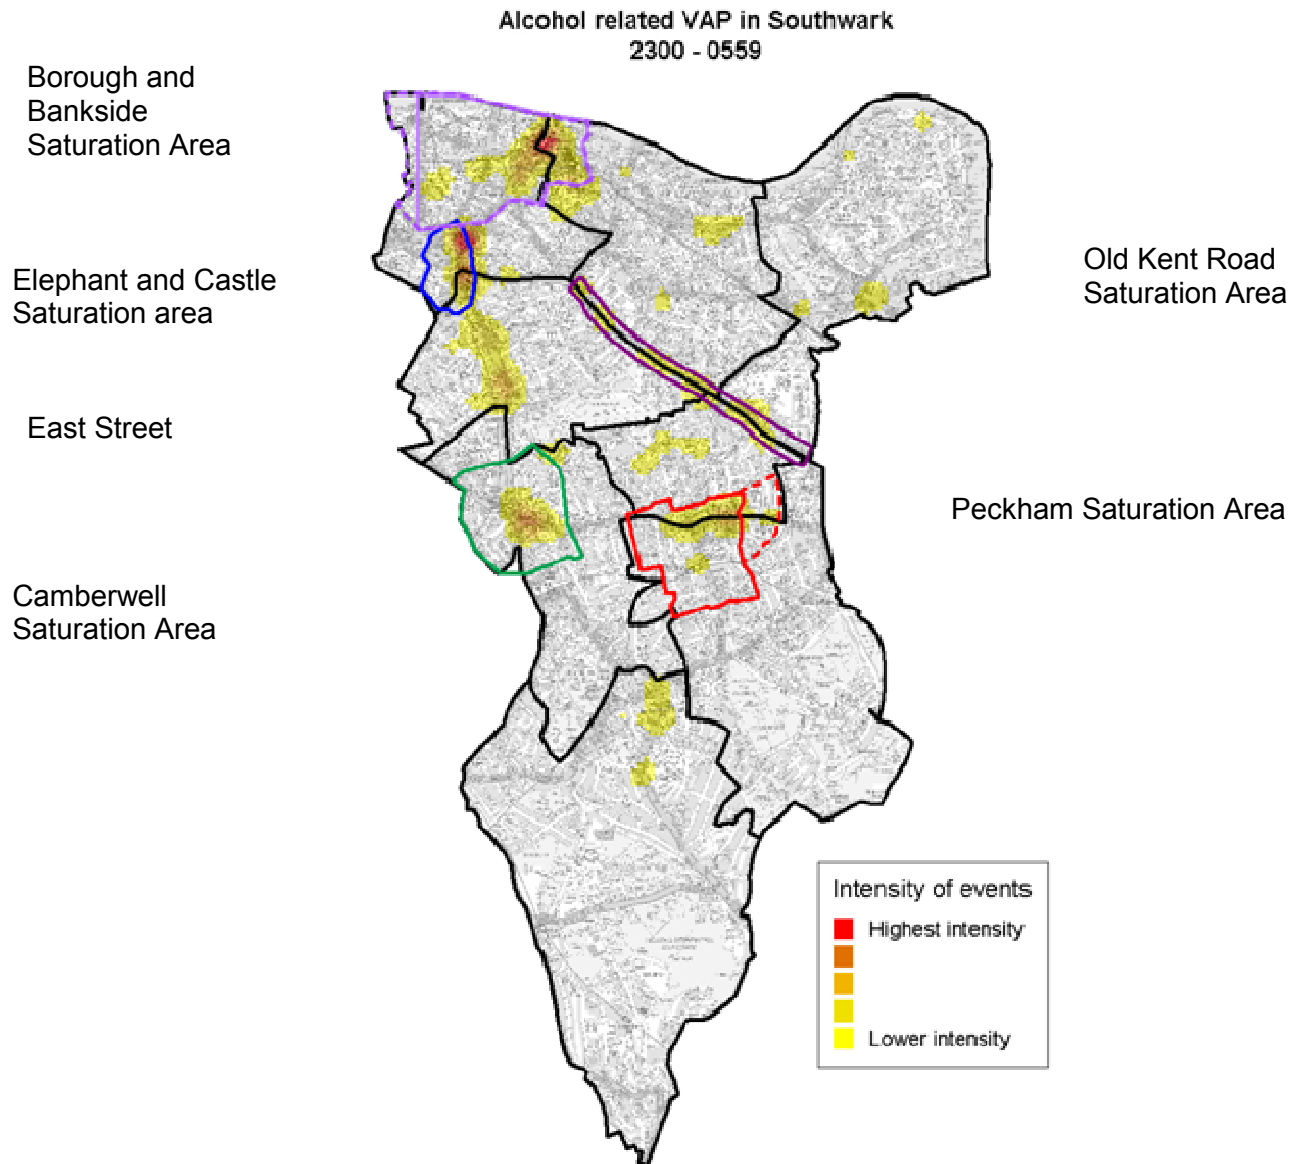 Alcohol related VAP in Southwark
2300 - 0559
Borough and
Bankside
Saturation Area
Elephant and Castle
Saturation area
East Street
Camberwell
Saturation Area
Old Kent Road
Saturation Area
Peckham Saturation Area
Intensity of events
Highest intensity
Lower intensity